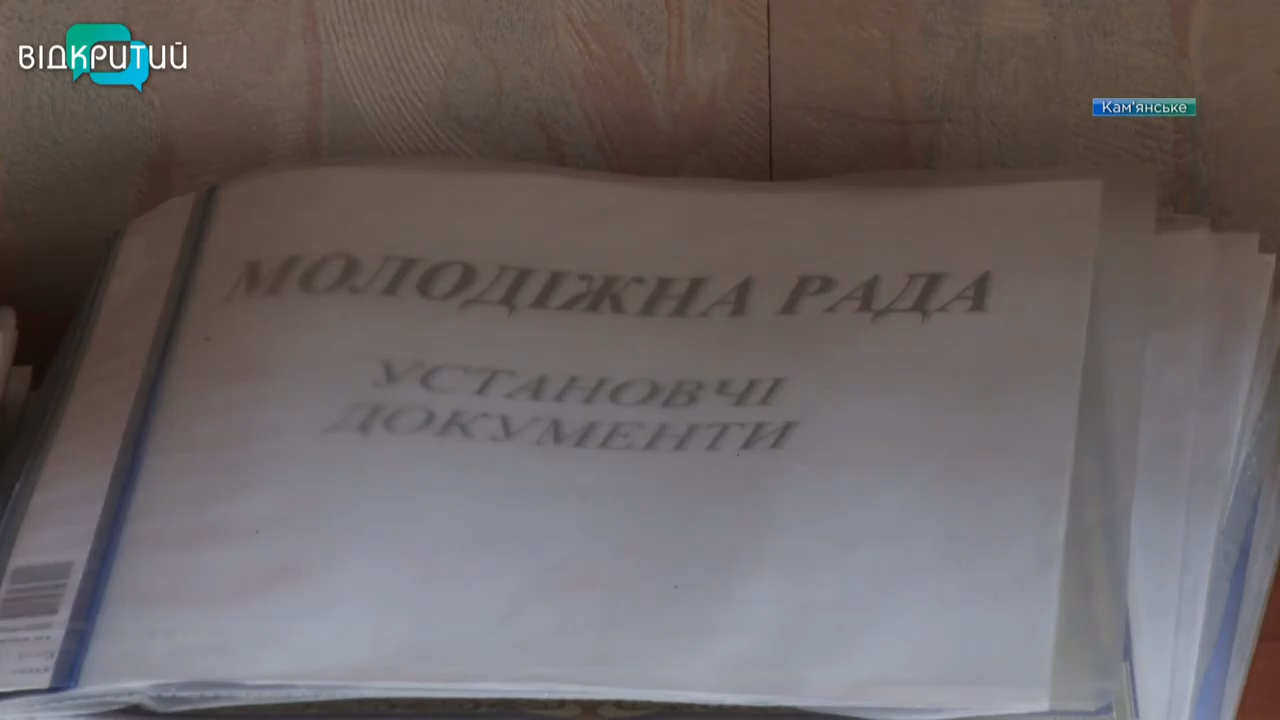 ВІДКРИТИЙ
Кам'янське
МОЛОДІЖНА РАДА
УСТАНОВЧІ
ДОКУМЕНТИ